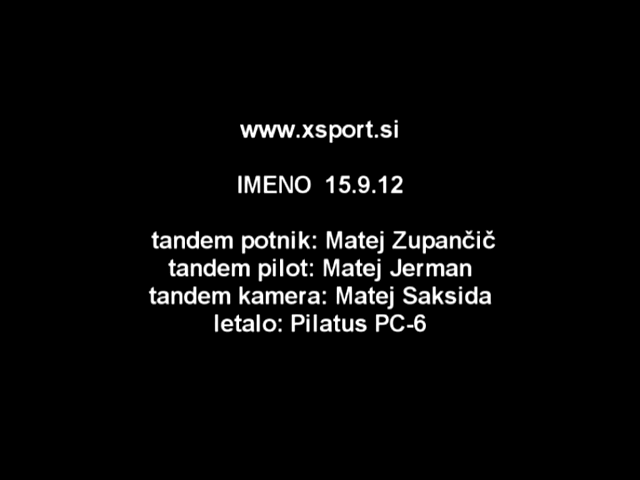 www.xsport.si
IMENO 15.9.12
tandem potnik: Matej Zupančič
tandem pilot: Matej Jerman
tandem kamera: Matej Saksida
letalo: Pilatus PC-6